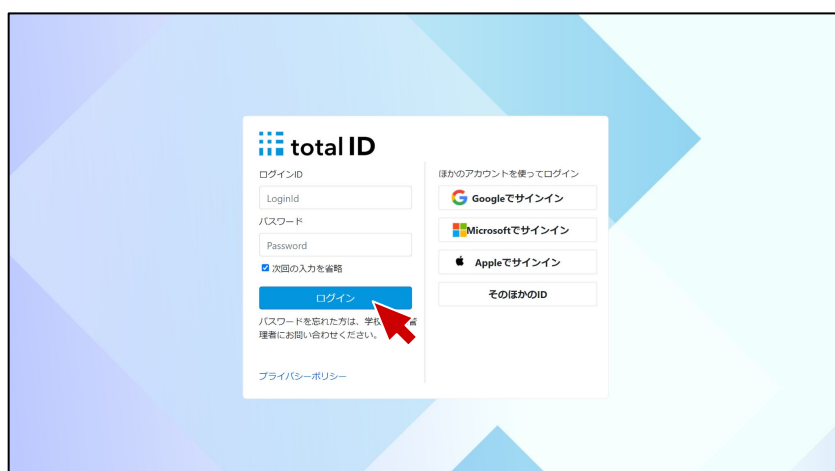 total ID
ログインID
LoginId
パスワード
Password
次回の入力を省略
ログイン
パスワードを忘れた方は、学校
理者にお問い合わせください。
プライバシーポリシー
ほかのアカウントを使ってログイン
Googleでサインイン
Microsoftでサインイン
Appleでサインイン
そのほかのID